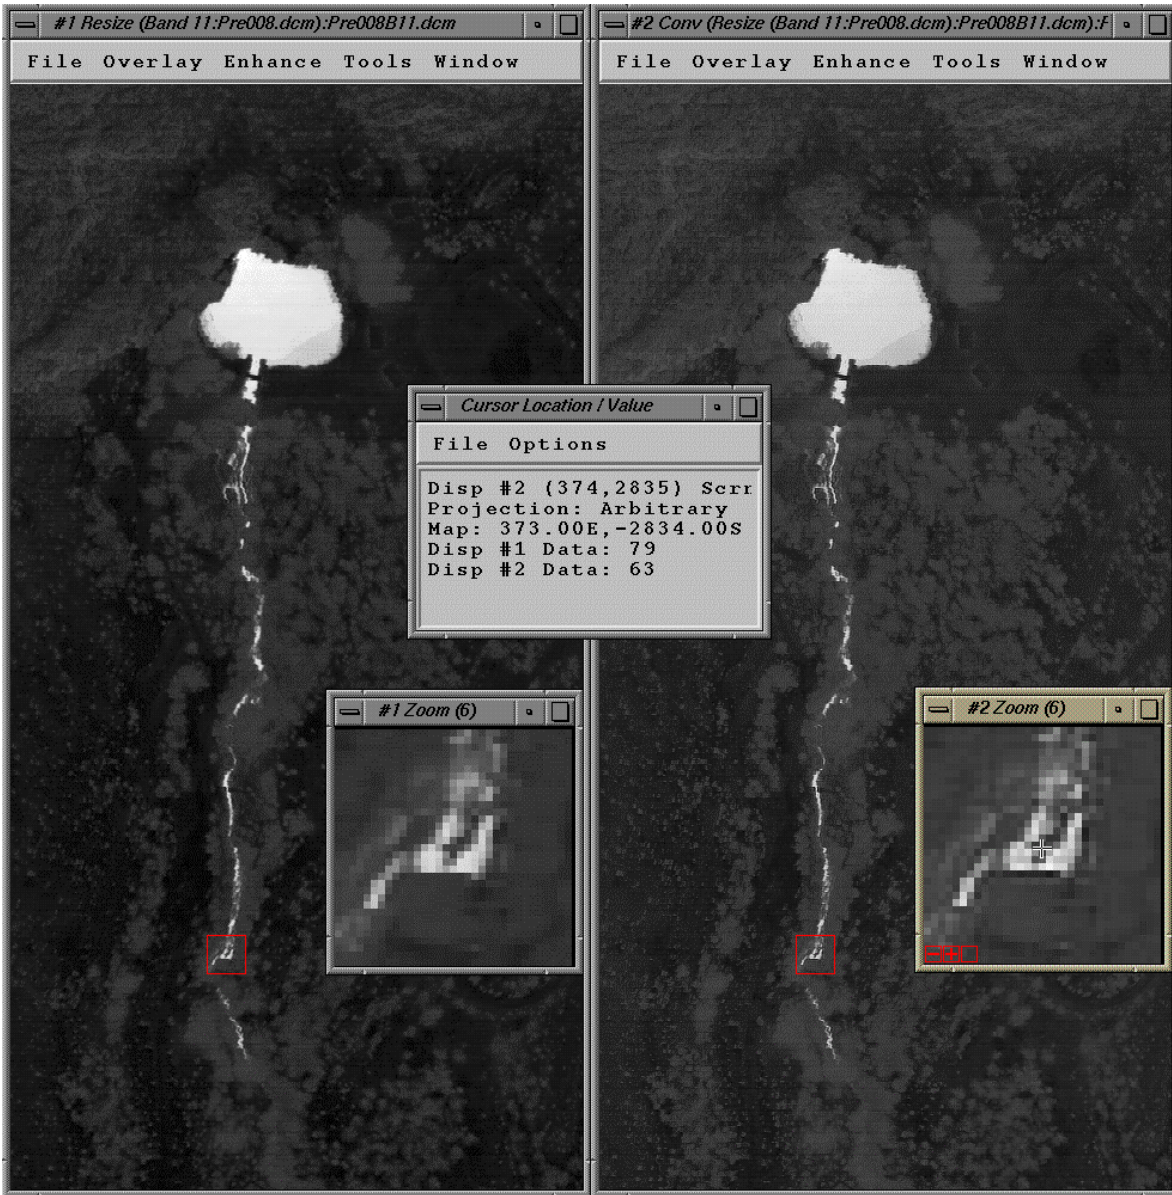 #1 Resize (Band 11:Pre008.dcm):Pre008B11.dcm
File Overlay Enhance Tools Window
#2 Conv (Resize (Band 11:Pre008.dcm):Pre008B11.dcm):F
File Overlay Enhance Tools Window
Cursor Location / Value
File Options
Disp #2 (374,2835) Scrr
Projection: Arbitrary
Map: 373.00E,-2834.00S
Disp #1 Data: 79
Disp #2 Data: 63
#1 Zoom (6)
#2 Zoom (6)